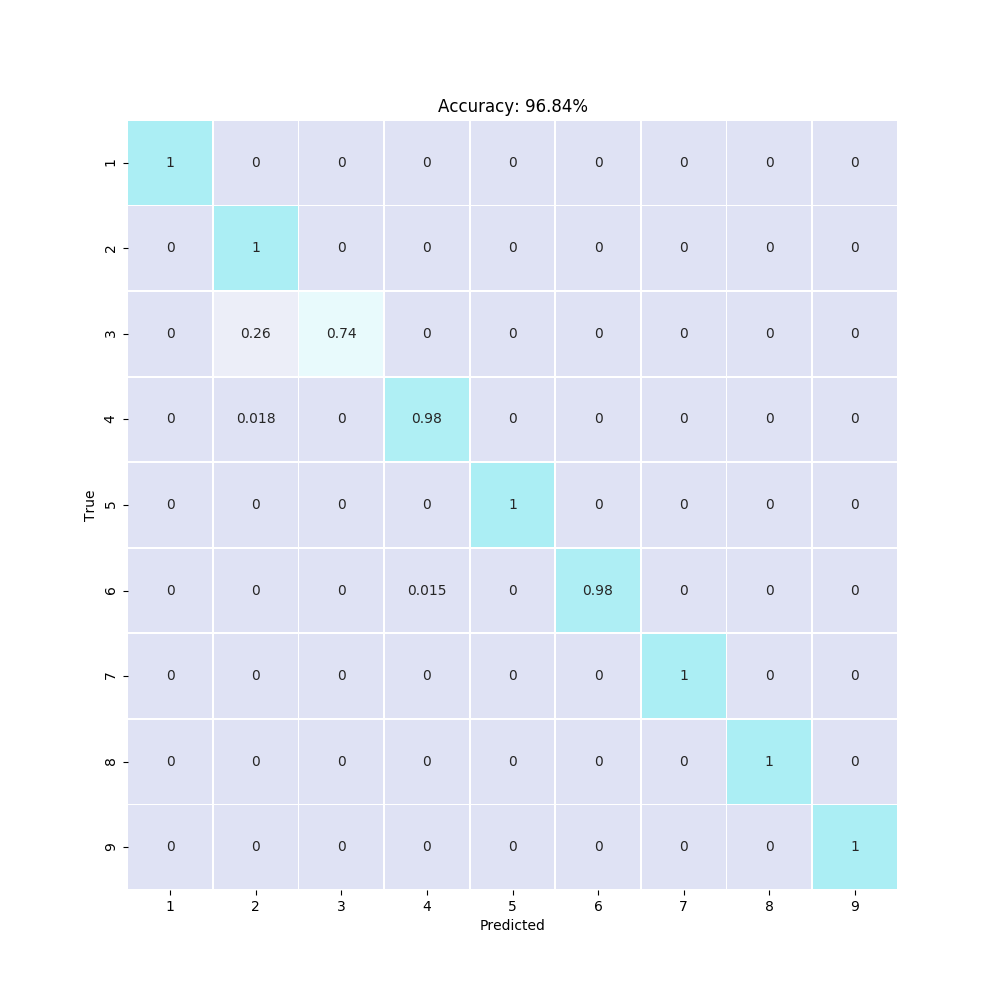 Accuracy: 96.84%
1 1 0 0 0 0 0 0 0 0
2 0 1 0 0 0 0 0 0 0
3 0 0.26 0.74 0 0 0 0 0 0
4 0 0.018 0 0.98 0 0 0 0 0
True
5 0 0 0 0 1 0 0 0 0
6 0 0 0 0.015 0 0.98 0 0 0
7 0 0 0 0 0 0 1 0 0
8 0 0 0 0 0 0 0 1 0
9 0 0 0 0 0 0 0 0 1
1 2 3 4 5 6 7 8 9
Predicted